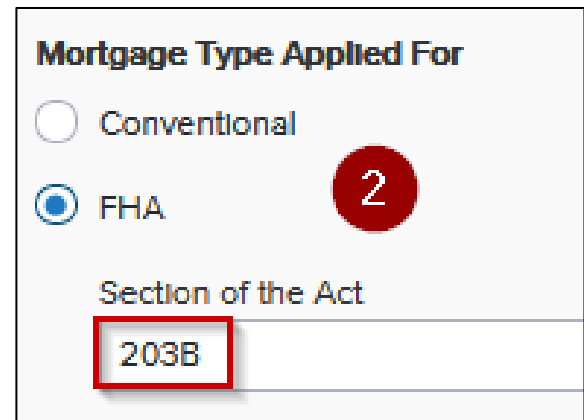 Mortgage Type Applied For
Conventional
2
FHA
Section of the Act
203B